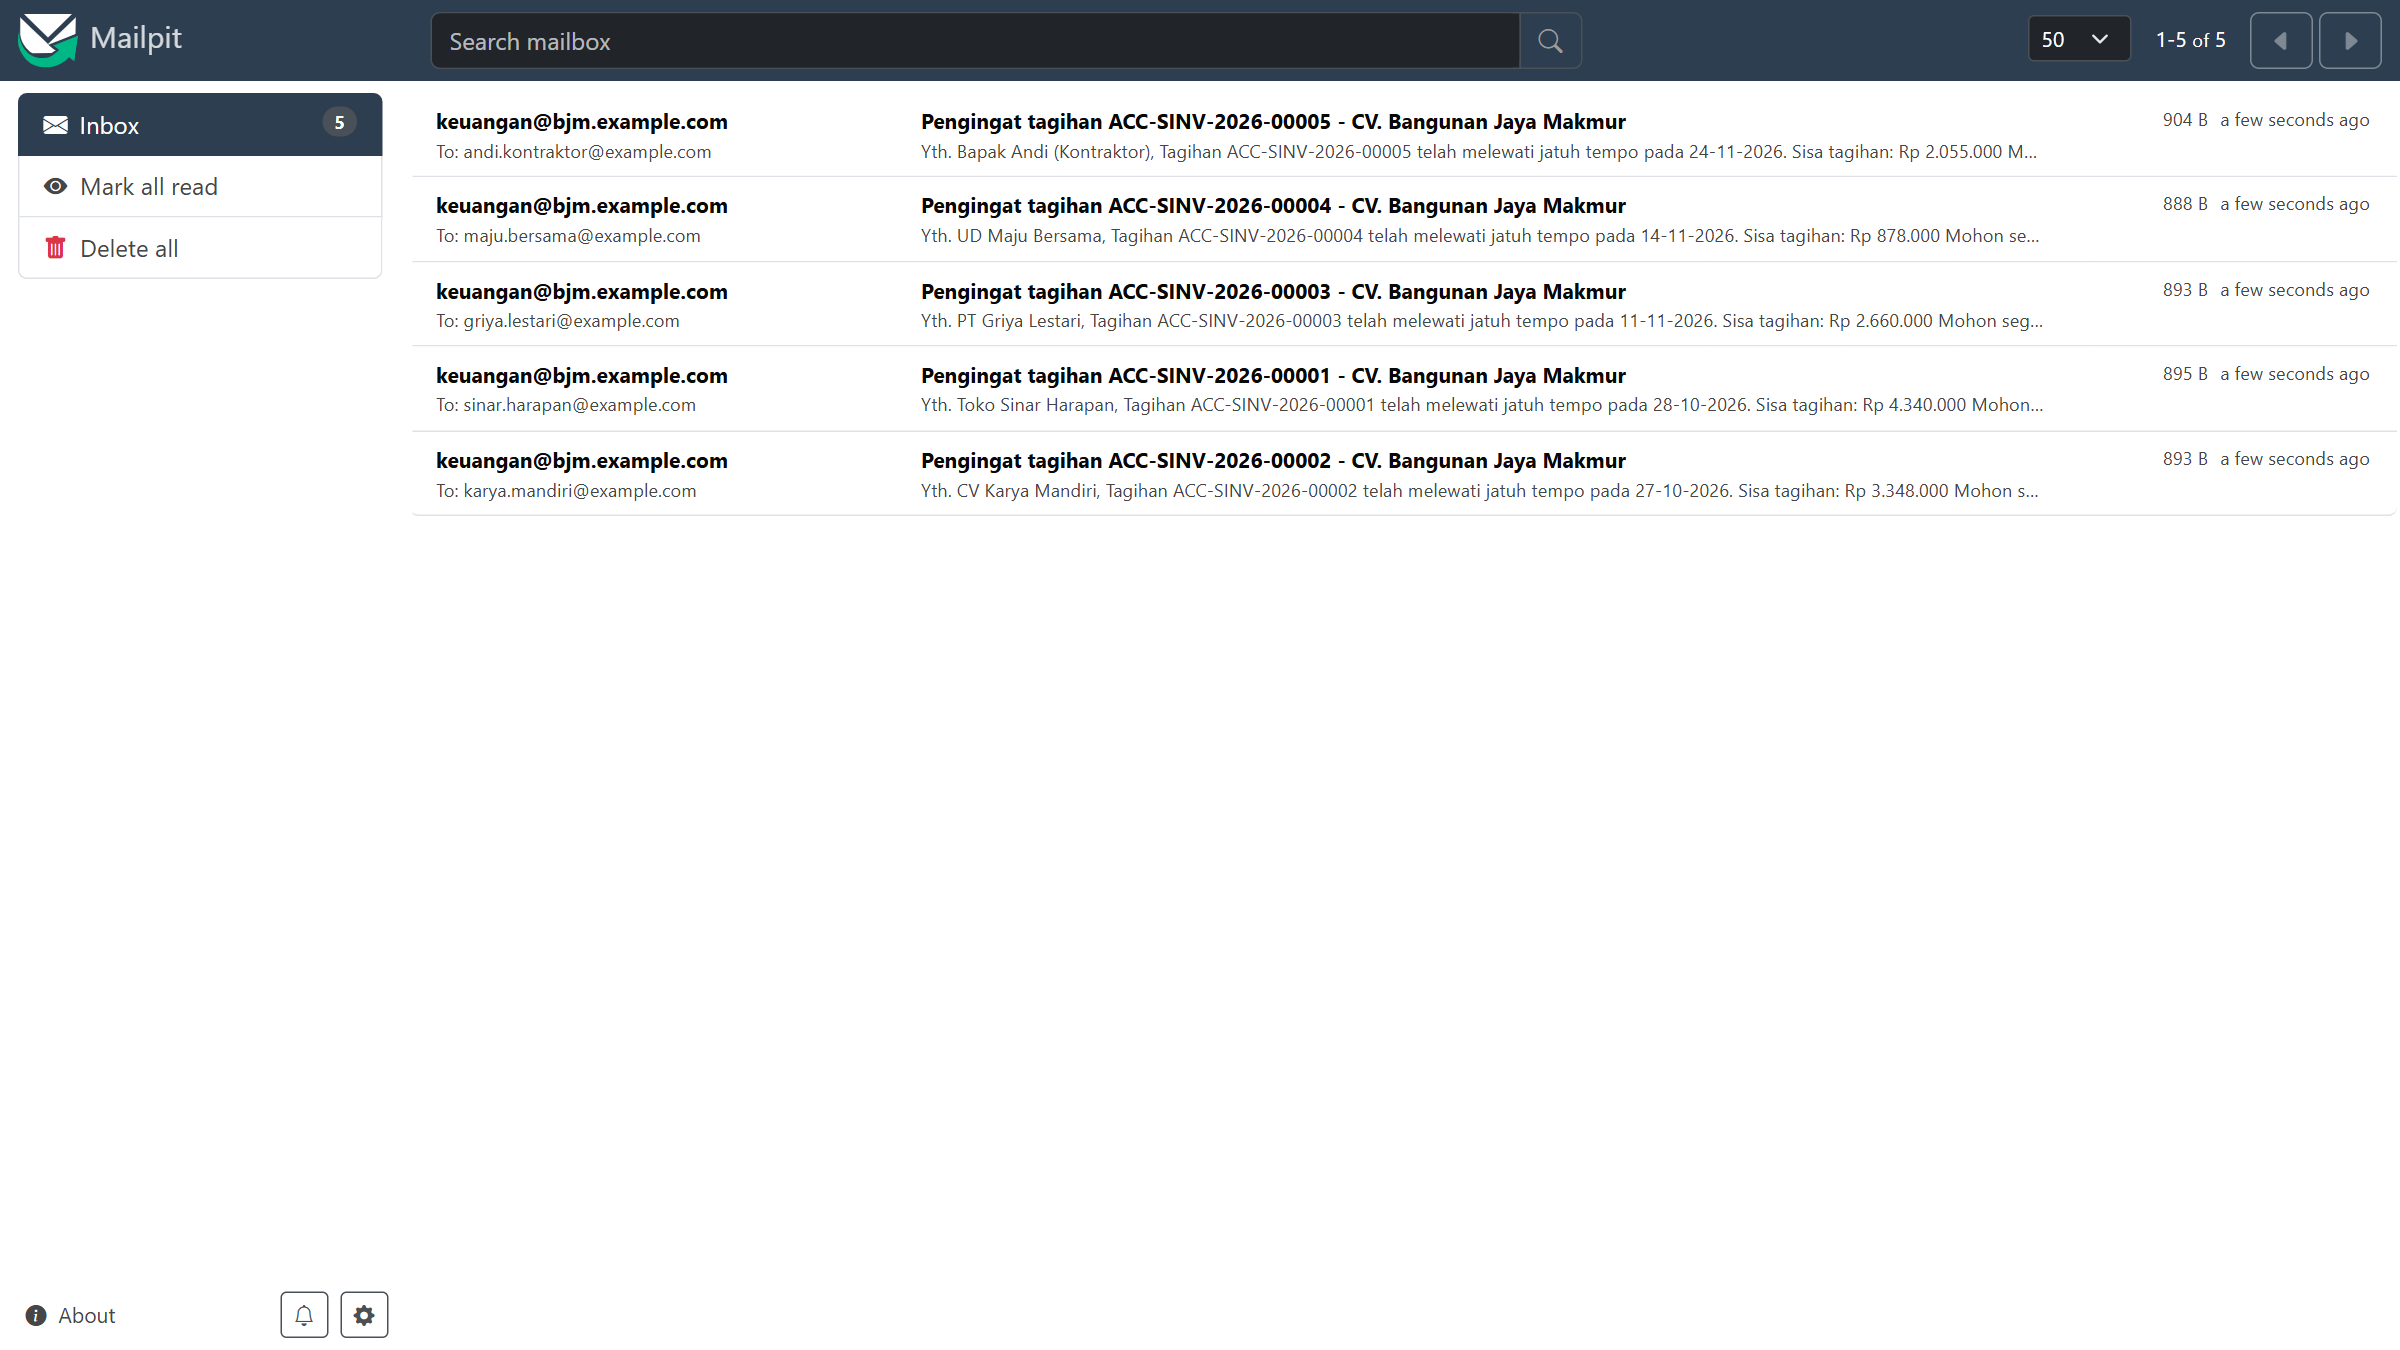 Mailpit
Search mailbox
50
1-5 of 5
Inbox
5
Mark all read
Delete all
keuangan@bjm.example.com
To: andi.kontraktor@example.com
Pengingat tagihan ACC-SINV-2026-00005 - CV. Bangunan Jaya Makmur
Yth. Bapak Andi (Kontraktor), Tagihan ACC-SINV-2026-00005 telah melewati jatuh tempo pada 24-11-2026. Sisa tagihan: Rp 2.055.000 M...
904 B a few seconds ago
keuangan@bjm.example.com
To: maju.bersama@example.com
Pengingat tagihan ACC-SINV-2026-00004 - CV. Bangunan Jaya Makmur
Yth. UD Maju Bersama, Tagihan ACC-SINV-2026-00004 telah melewati jatuh tempo pada 14-11-2026. Sisa tagihan: Rp 878.000 Mohon se...
888 B a few seconds ago
keuangan@bjm.example.com
To: griya.lestari@example.com
Pengingat tagihan ACC-SINV-2026-00003 - CV. Bangunan Jaya Makmur
Yth. PT Griya Lestari, Tagihan ACC-SINV-2026-00003 telah melewati jatuh tempo pada 11-11-2026. Sisa tagihan: Rp 2.660.000 Mohon seg...
893 B a few seconds ago
keuangan@bjm.example.com
To: sinar.harapan@example.com
Pengingat tagihan ACC-SINV-2026-00001 - CV. Bangunan Jaya Makmur
Yth. Toko Sinar Harapan, Tagihan ACC-SINV-2026-00001 telah melewati jatuh tempo pada 28-10-2026. Sisa tagihan: Rp 4.340.000 Mohon...
895 B a few seconds ago
keuangan@bjm.example.com
To: karya.mandiri@example.com
Pengingat tagihan ACC-SINV-2026-00002 - CV. Bangunan Jaya Makmur
Yth. CV Karya Mandiri, Tagihan ACC-SINV-2026-00002 telah melewati jatuh tempo pada 27-10-2026. Sisa tagihan: Rp 3.348.000 Mohon s...
893 B a few seconds ago
About